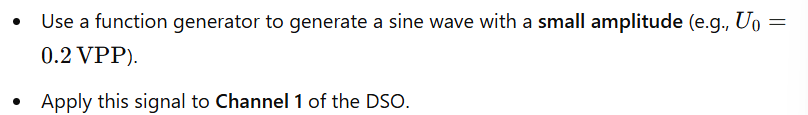 • Use a function generator to generate a sine wave with a small amplitude (e.g., U₀ =
0.2 VPP).
• Apply this signal to Channel 1 of the DSO.